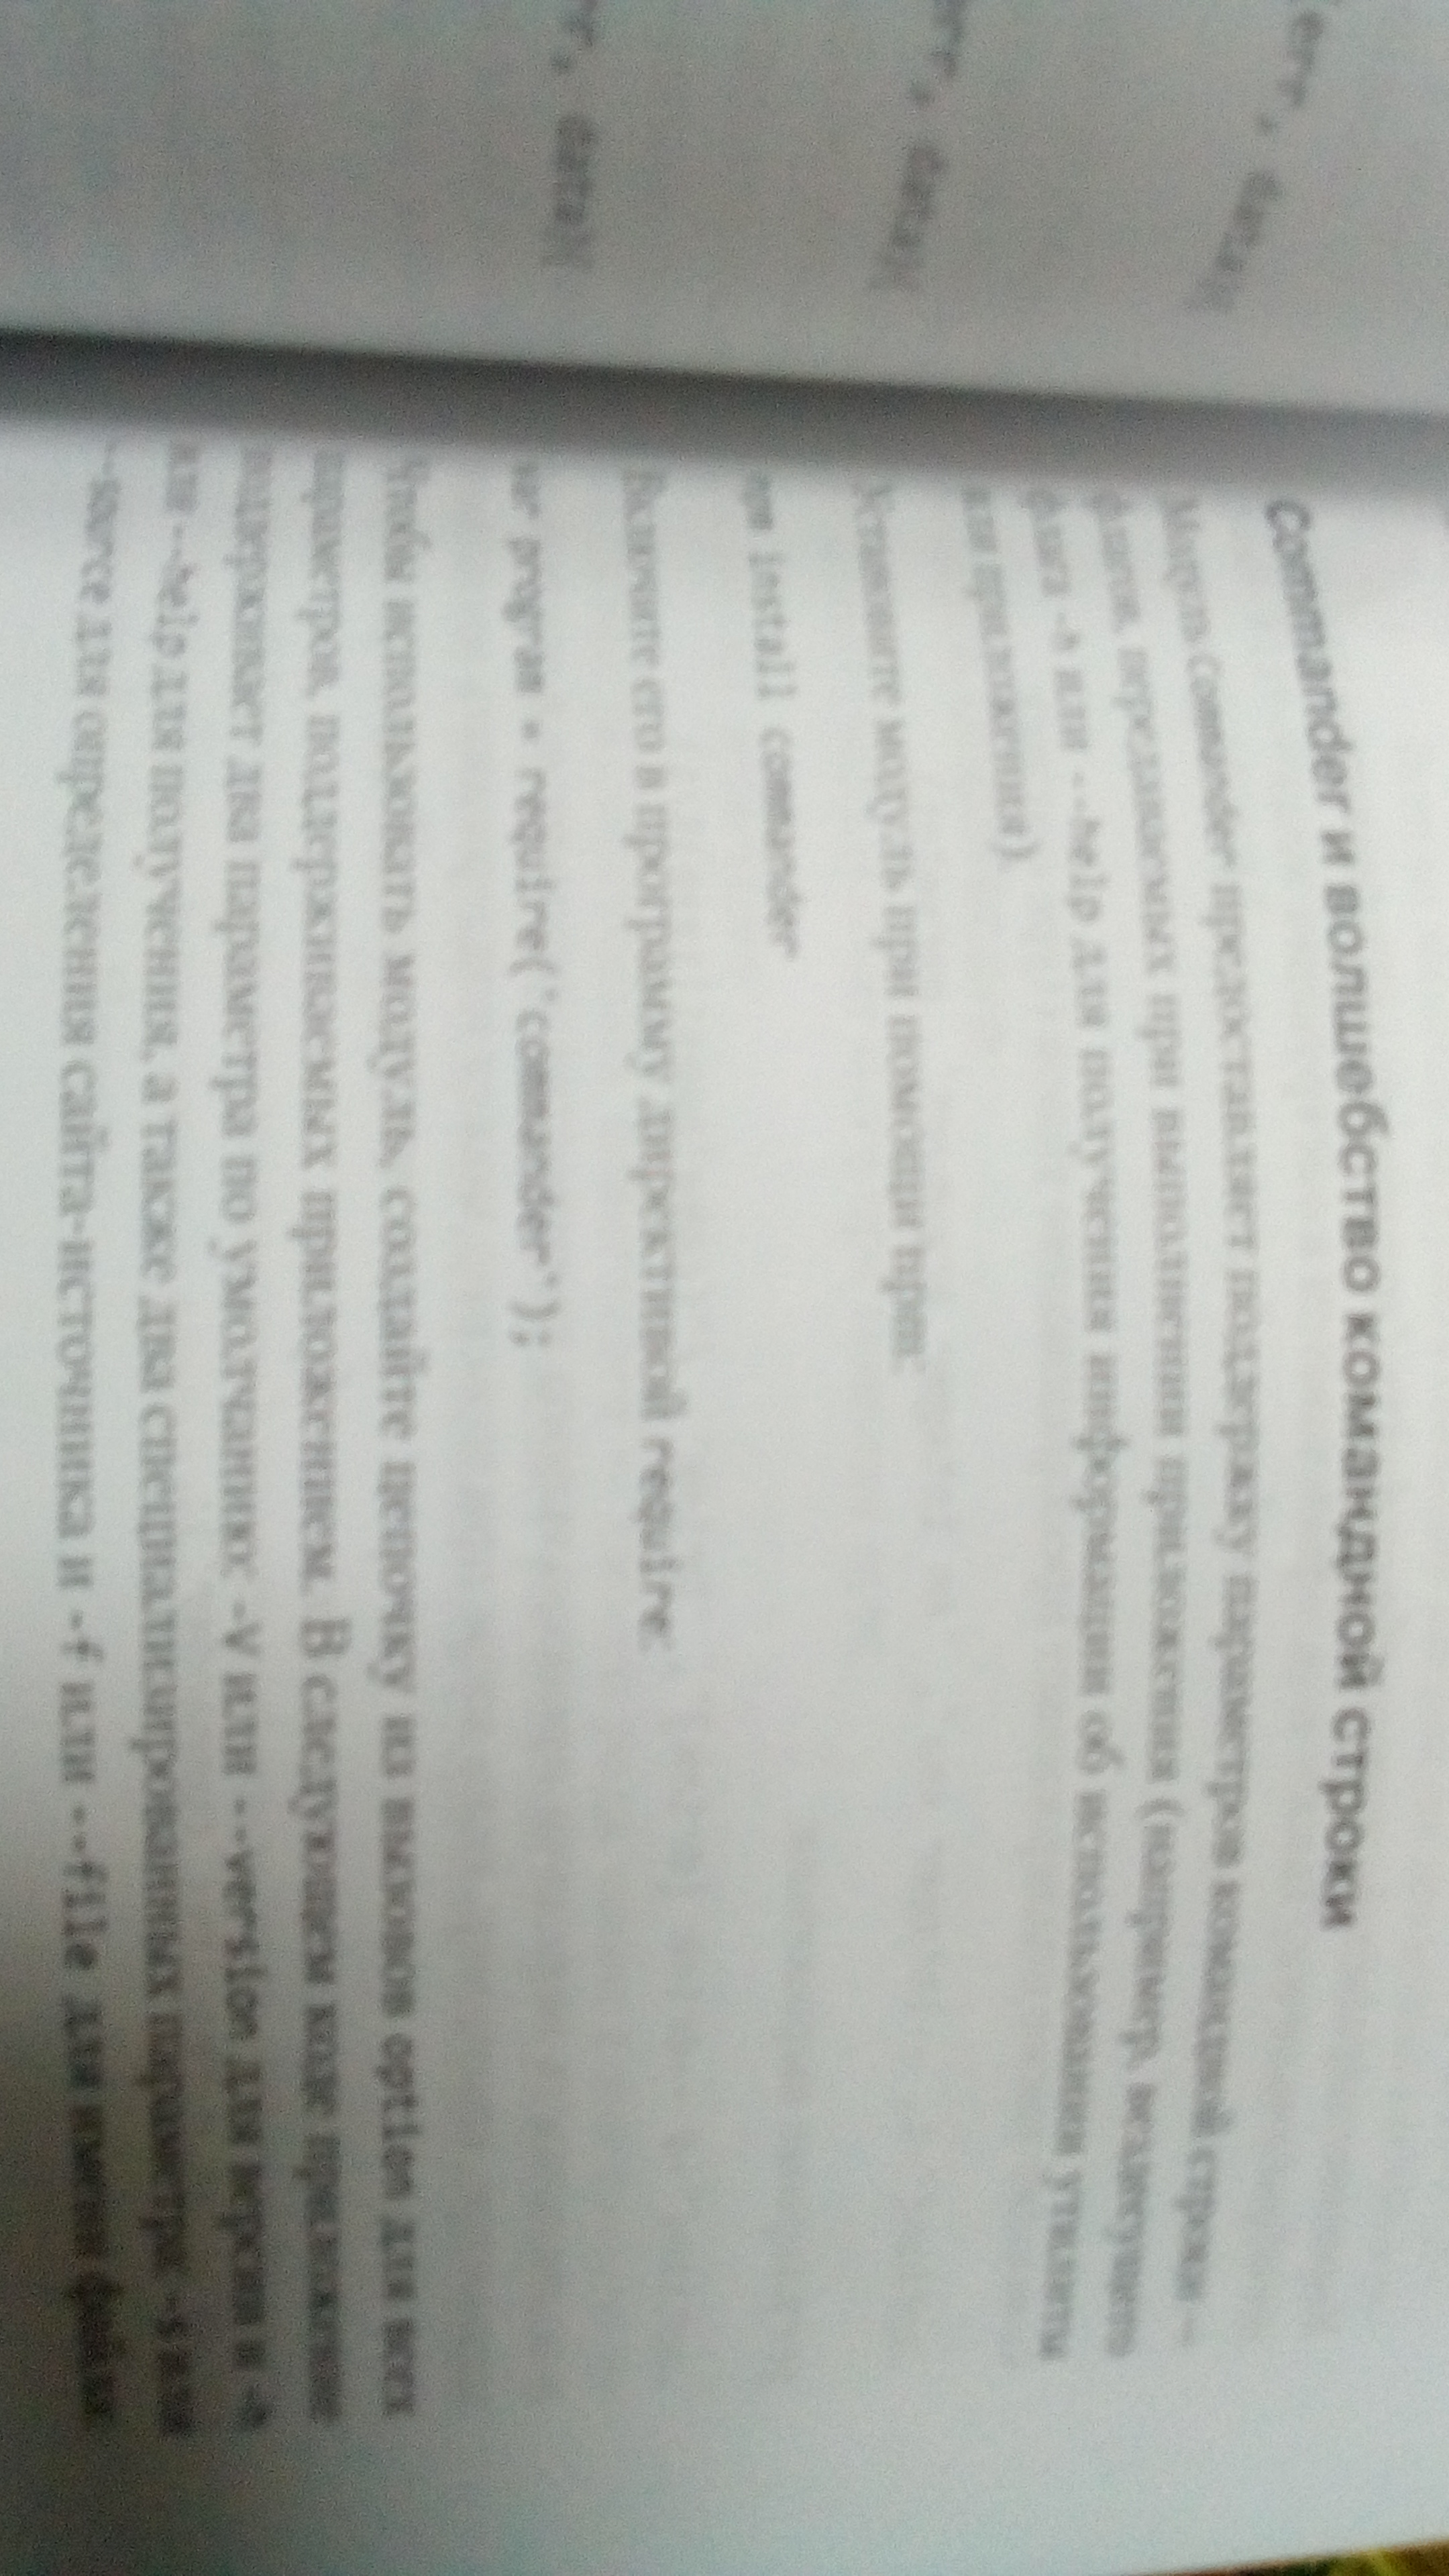 (err, data){
err, data){
rr, data){
Commander и волшебство командной строки
Модуль Commander предоставляет поддержку параметров командной строки —
флагов, передаваемых при выполнении приложения (например, вездесущего
флага -h или --help для получения информации об использовании утилиты
или приложения).
Установите модуль при помощи npm:
npm install commander
Включите его в программу директивой require:
var program = require('commander');
Чтобы использовать модуль, создайте цепочку из вызовов option для всех
параметров, поддерживаемых приложением. В следующем коде приложение
поддерживает два параметра по умолчанию: -V или --version для версии и -h
или --help для получения, а также два специализированных параметра: -s или
--source для определения сайта-источника и -f или --file для имени файла.